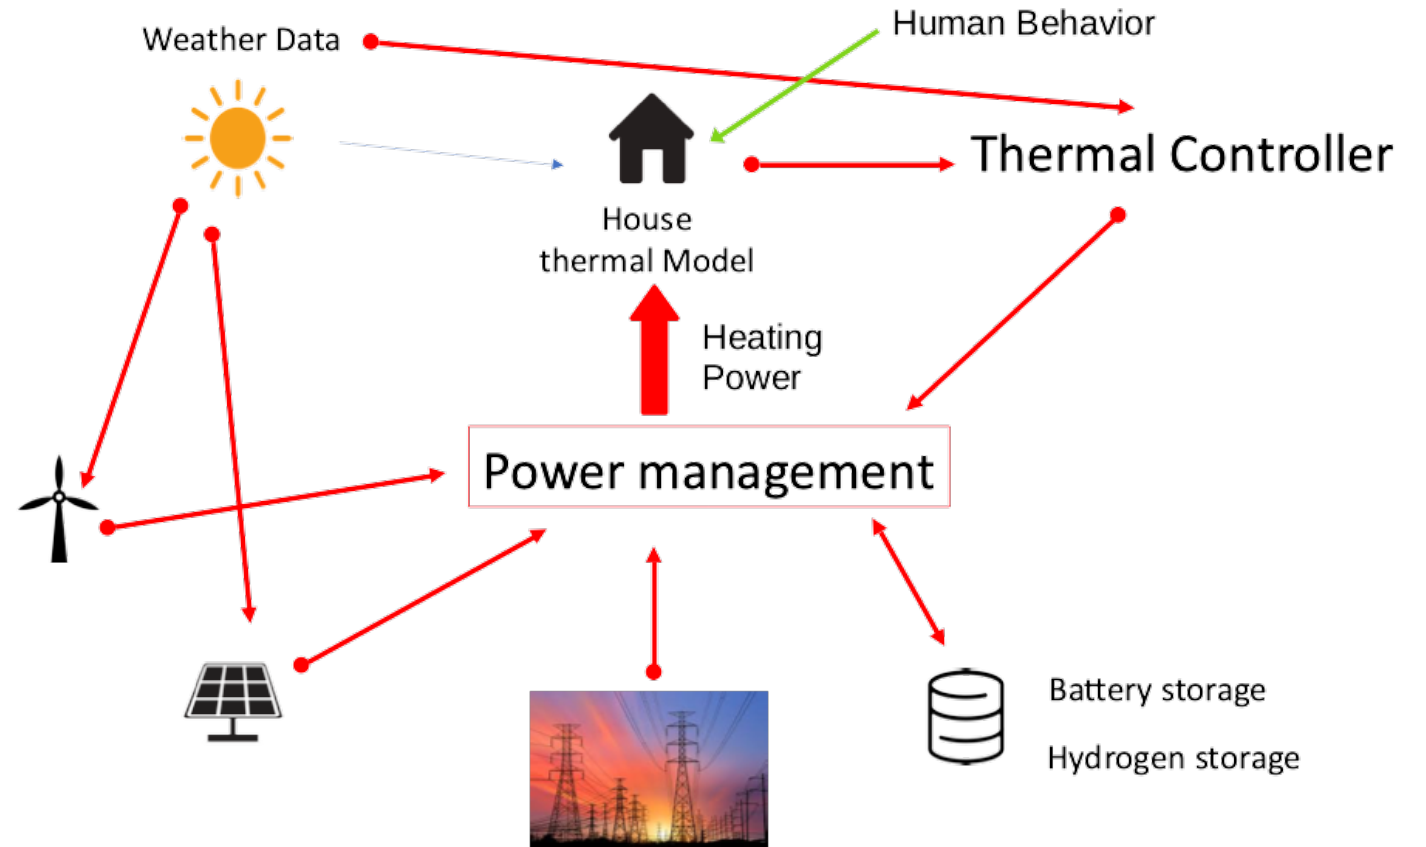 Weather Data
Human Behavior
Thermal Controller
House
thermal Model
Heating
Power
Power management
Battery storage
Hydrogen storage